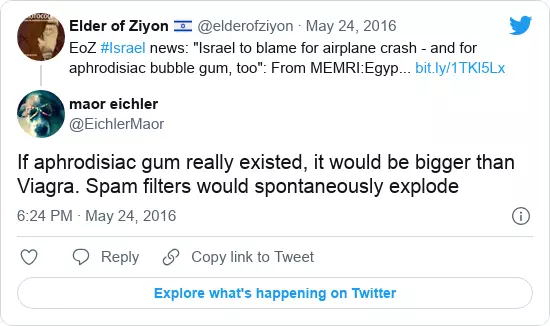 Elder of Ziyon 🇮🇱 @elderofziyon · May 24, 2016
EoZ #Israel news: "Israel to blame for airplane crash - and for
aphrodisiac bubble gum, too": From MEMRI:Egyp... bit.ly/1TKl5Lx
maor eichler
@EichlerMaor
If aphrodisiac gum really existed, it would be bigger than
Viagra. Spam filters would spontaneously explode
6:24 PM · May 24, 2016
Reply
Copy link to Tweet
Explore what's happening on Twitter